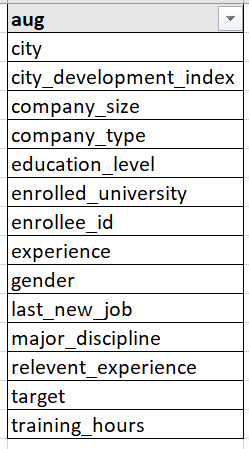 aug
city
city_development_index
company_size
company_type
education_level
enrolled_university
enrollee_id
experience
gender
last_new_job
major_discipline
relevent_experience
target
training_hours